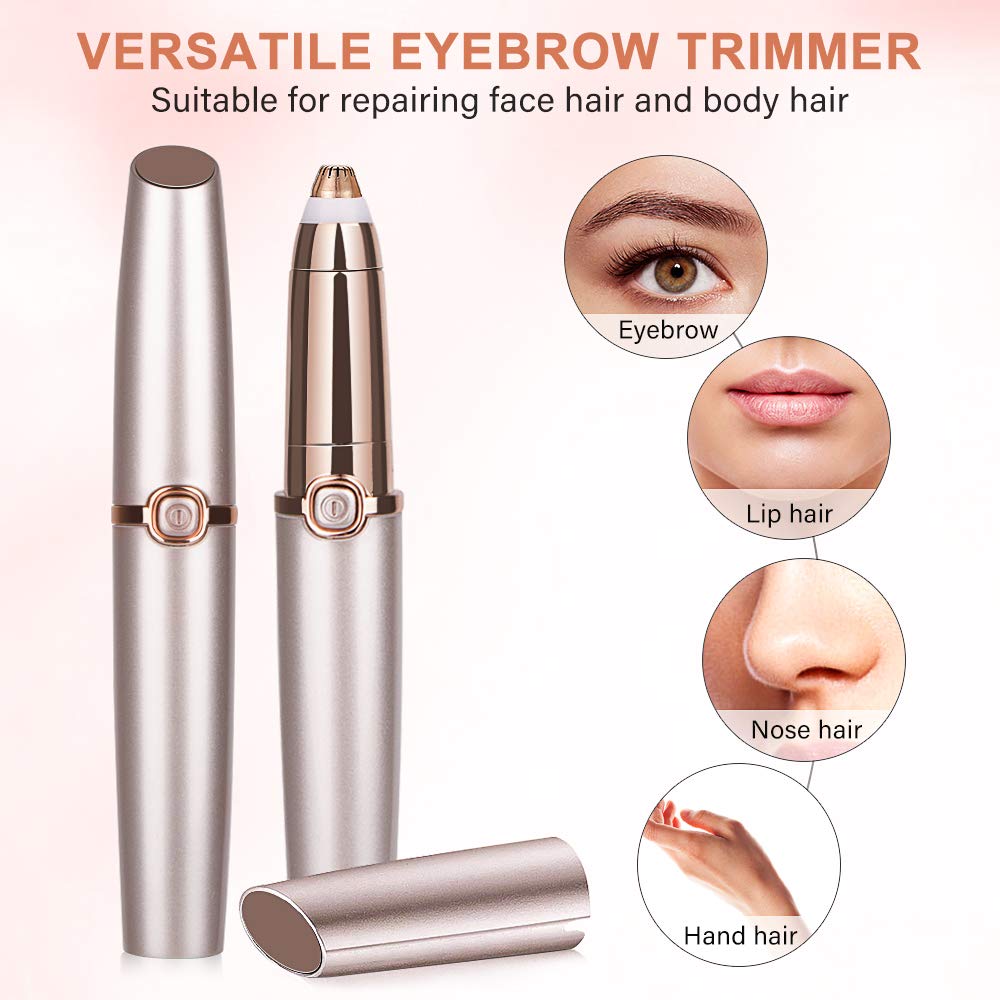 VERSATILE EYEBROW TRIMMER
Suitable for repairing face hair and body hair
Eyebrow
Lip hair
Nose hair
Hand hair